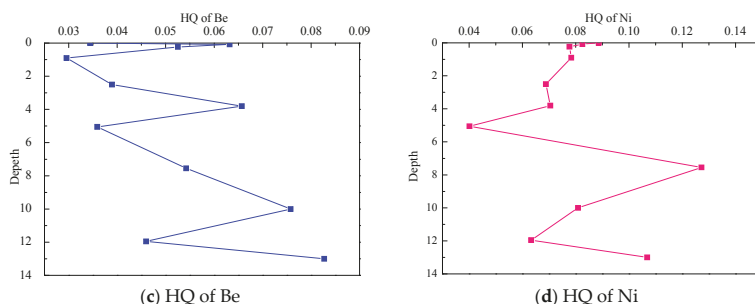 HQ of Be
0.03 0.04 0.05 0.06 0.07 0.08 0.09
0
2
4
6
8
10
12
14
Depeth
(c) HQ of Be
HQ of Ni
0.04 0.06 0.08 0.10 0.12 0.14
0
2
4
6
8
10
12
14
Depth
(d) HQ of Ni